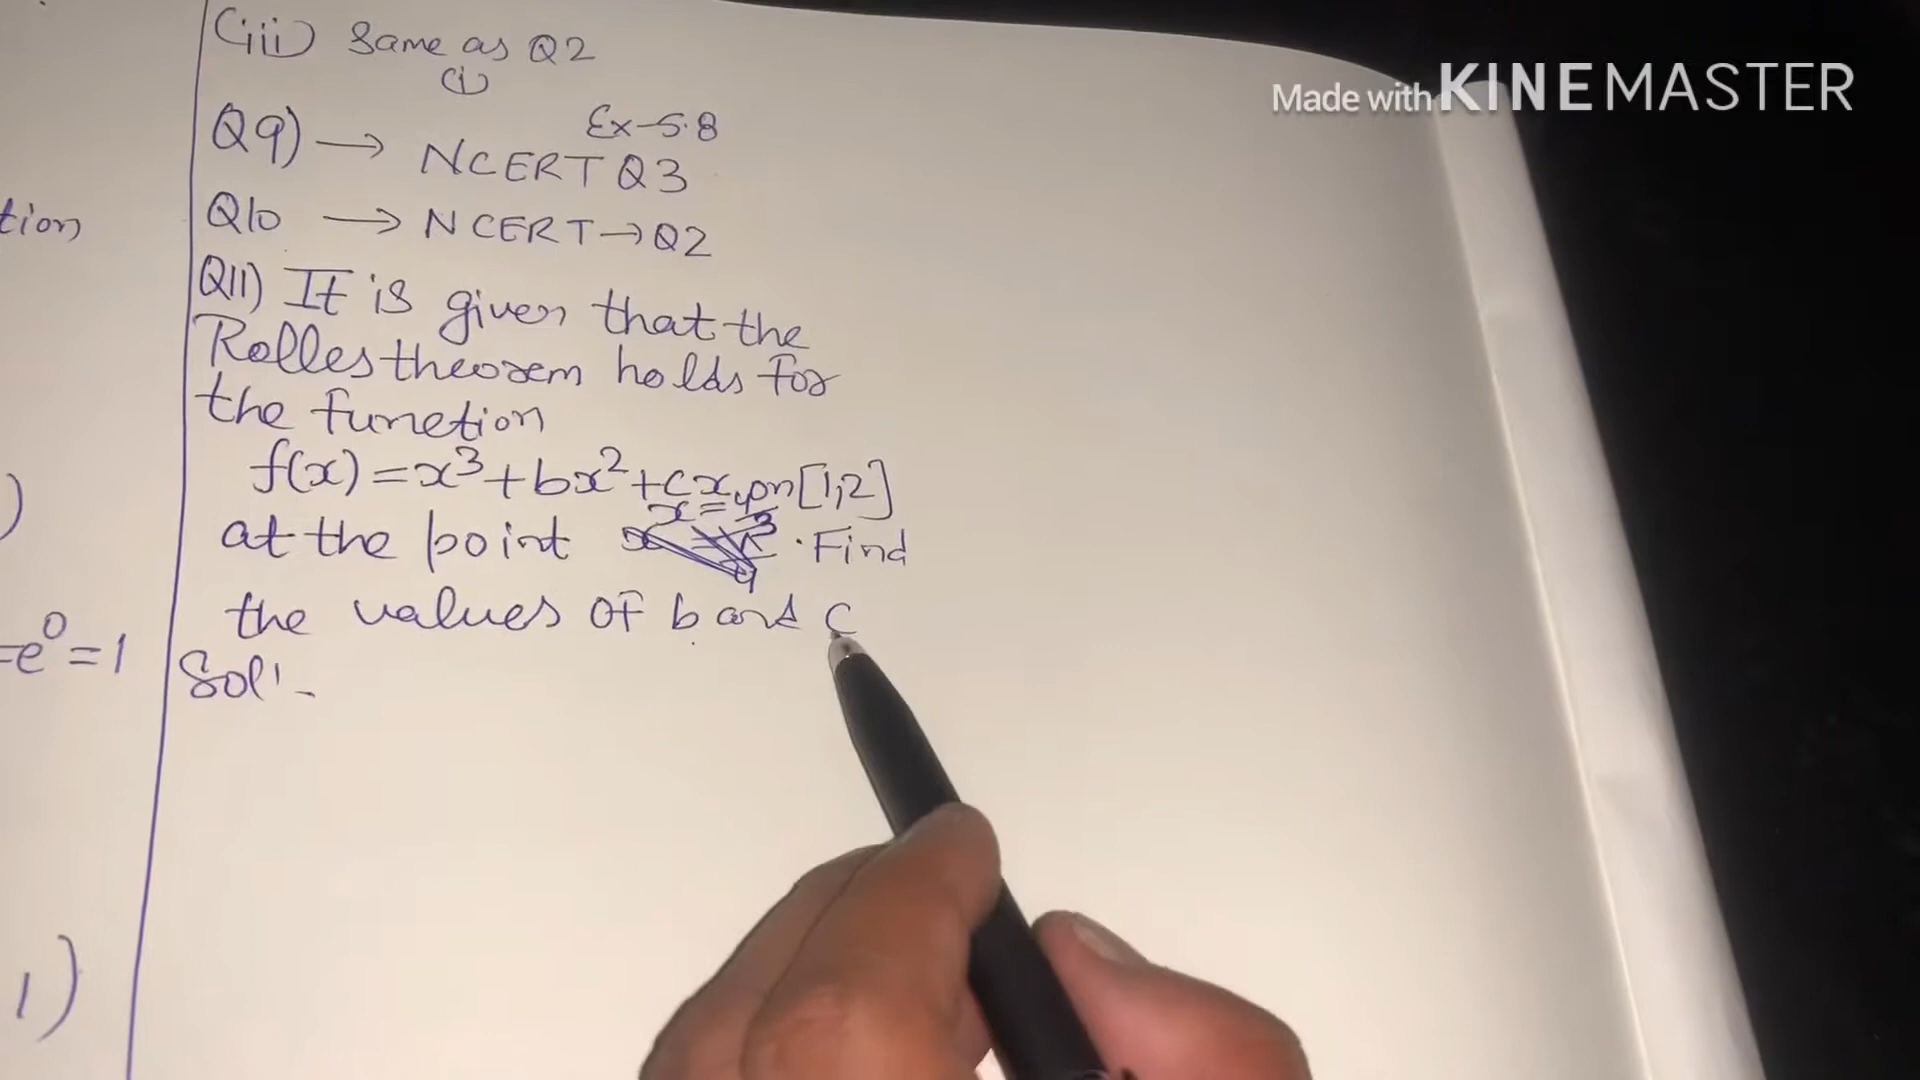 (iii) Same as Q2
(i)
Made with KINEMASTER
Q9) → NCERT Q3
Ex-5.8
tion
Q10 → NCERT → Q2
Q11) It is given that the
Rolles theorem holds for
the function
f(x) = x³ + bx² + cx, on [1,2]
)
at the point x = 4/3 . Find
the values of b and c
= e⁰ = 1
Sol' -
1)